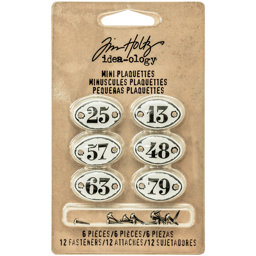 Tim Holtz
idea-ology
MINI PLAQUETTES
MINUSCULES PLAQUETTES
PEQUEÑAS PLAQUETTES
25 13
57 48
63 79
6 PIECES/6 PIÈCES/6 PIEZAS
12 FASTENERS/12 ATTACHES/12 SUJETADORES